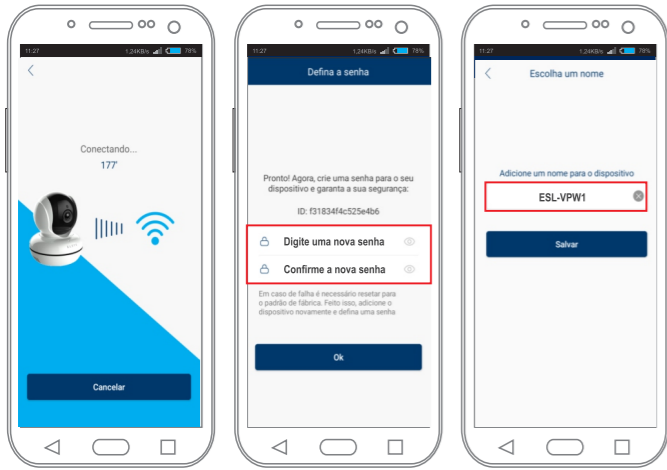 11:27
1,24KB/s
78%
Conectando...
177'
Cancelar
11:27
1,24KB/s
78%
Defina a senha
Pronto! Agora, crie uma senha para o seu
dispositivo e garanta a sua segurança:
ID: f31834f4c525e4b6
Digite uma nova senha
Confirme a nova senha
Em caso de falha é necessário resetar para
o padrão de fábrica. Feito isso, adicione o
dispositivo novamente e defina uma senha
Ok
11:27
1,24KB/s
78%
Escolha um nome
Adicione um nome para o dispositivo
ESL-VPW1
Salvar